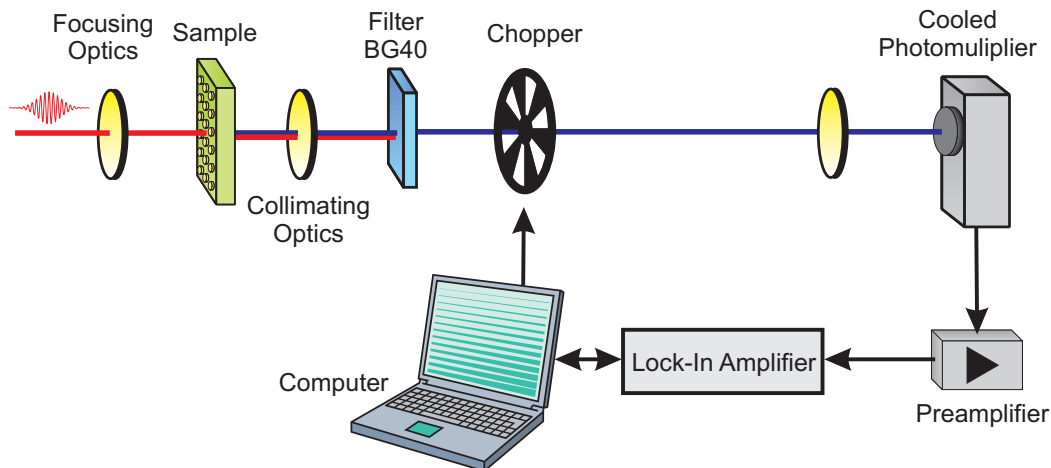 Focusing
Optics
Sample
Filter
BG40
Chopper
Cooled
Photomuliplier
Collimating
Optics
Computer
Lock-In Amplifier
Preamplifier